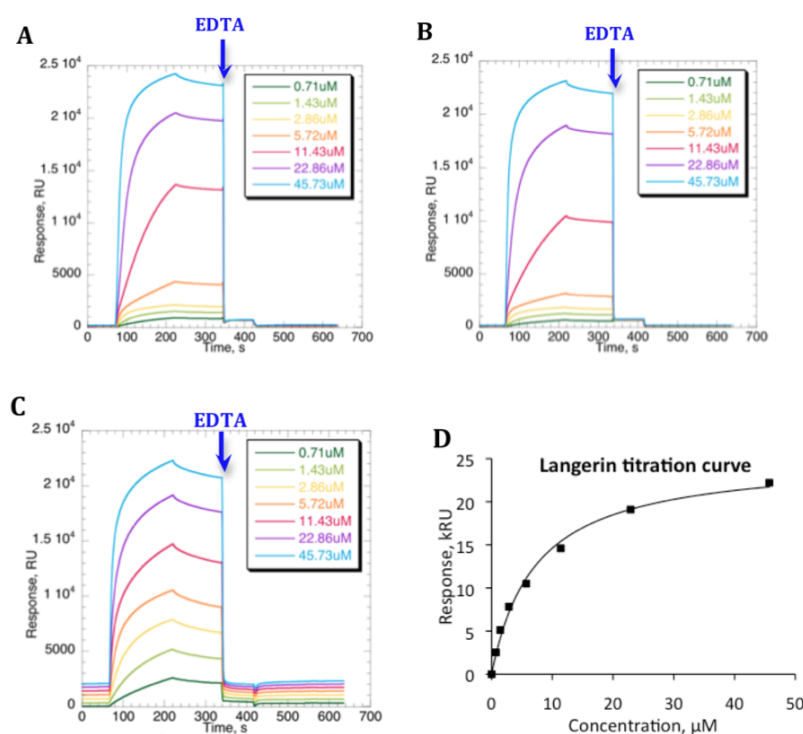 A
EDTA
2.5 10⁴
2 10⁴
1.5 10⁴
1 10⁴
5000
0
Response, RU
0.71uM
1.43uM
2.86uM
5.72uM
11.43uM
22.86uM
45.73uM
0 100 200 300 400 500 600 700
Time, s
B
EDTA
2.5 10⁴
2 10⁴
1.5 10⁴
1 10⁴
5000
0
Response, RU
0.71uM
1.43uM
2.86uM
5.72uM
11.43uM
22.86uM
45.73uM
0 100 200 300 400 500 600 700
Time, s
C
EDTA
2.5 10⁴
2 10⁴
1.5 10⁴
1 10⁴
5000
0
Response, RU
0.71uM
1.43uM
2.86uM
5.72uM
11.43uM
22.86uM
45.73uM
0 100 200 300 400 500 600 700
Time, s
D
Langerin titration curve
25
20
15
10
5
0
Response, kRU
0 10 20 30 40 50
Concentration, µM